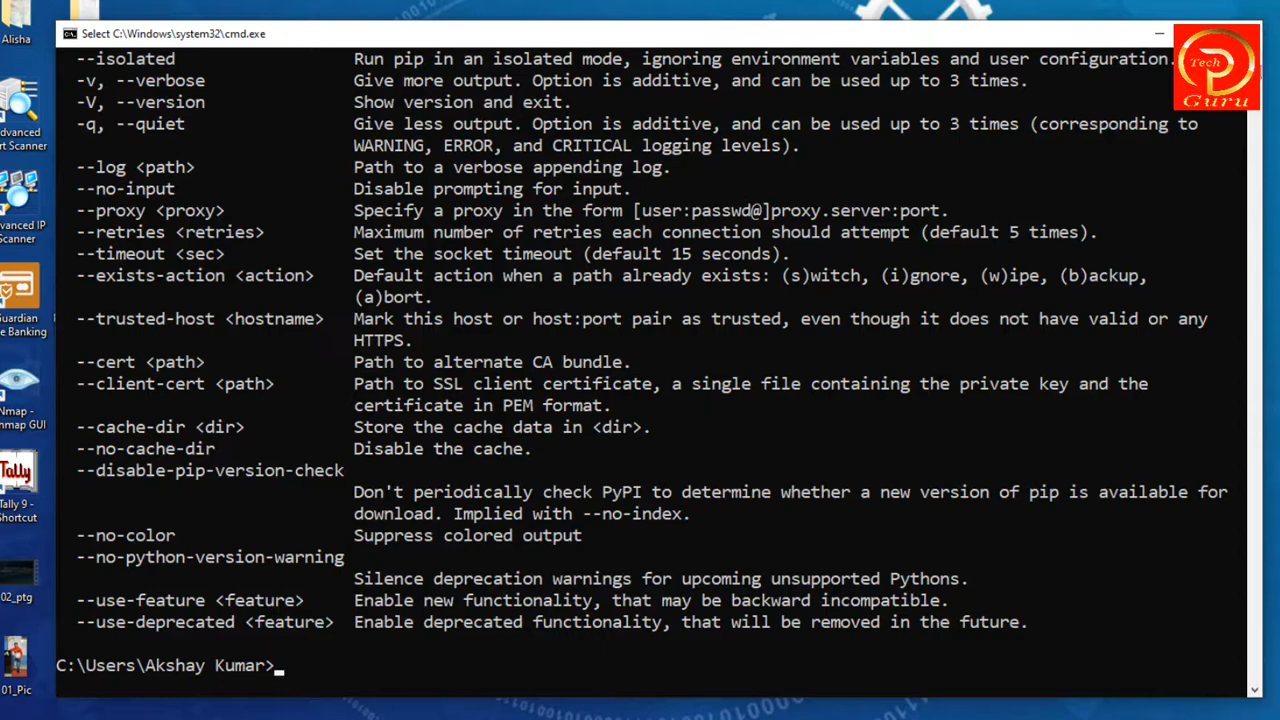 Alisha
Select C:\Windows\system32\cmd.exe
Tech
Guru
--isolated Run pip in an isolated mode, ignoring environment variables and user configuration.
-v, --verbose Give more output. Option is additive, and can be used up to 3 times.
-V, --version Show version and exit.
-q, --quiet Give less output. Option is additive, and can be used up to 3 times (corresponding to
WARNING, ERROR, and CRITICAL logging levels).
--log <path> Path to a verbose appending log.
--no-input Disable prompting for input.
--proxy <proxy> Specify a proxy in the form [user:passwd@]proxy.server:port.
--retries <retries> Maximum number of retries each connection should attempt (default 5 times).
--timeout <sec> Set the socket timeout (default 15 seconds).
--exists-action <action> Default action when a path already exists: (s)witch, (i)gnore, (w)ipe, (b)ackup,
(a)bort.
--trusted-host <hostname> Mark this host or host:port pair as trusted, even though it does not have valid or any
HTTPS.
--cert <path> Path to alternate CA bundle.
--client-cert <path> Path to SSL client certificate, a single file containing the private key and the
certificate in PEM format.
--cache-dir <dir> Store the cache data in <dir>.
--no-cache-dir Disable the cache.
--disable-pip-version-check
Don't periodically check PyPI to determine whether a new version of pip is available for
download. Implied with --no-index.
--no-color Suppress colored output
--no-python-version-warning
Silence deprecation warnings for upcoming unsupported Pythons.
--use-feature <feature> Enable new functionality, that may be backward incompatible.
--use-deprecated <feature> Enable deprecated functionality, that will be removed in the future.
C:\Users\Akshay Kumar>
dvanced
rt Scanner
dvanced IP
Scanner
Guardian
e Banking
Nmap -
nmap GUI
Tally
Tally 9 -
Shortcut
02_ptg
01_Pic